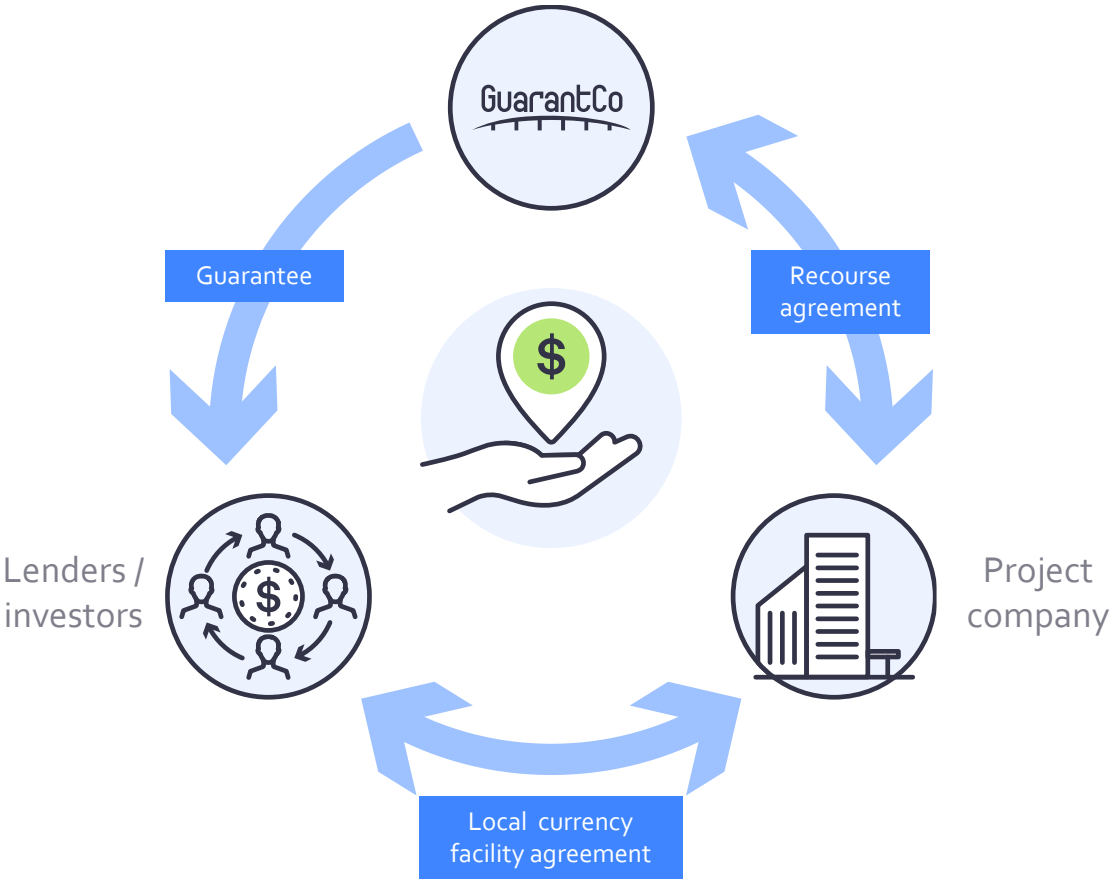 GuarantCo
Guarantee
Recourse
agreement
$
Lenders /
investors
$
Project
company
Local currency
facility agreement